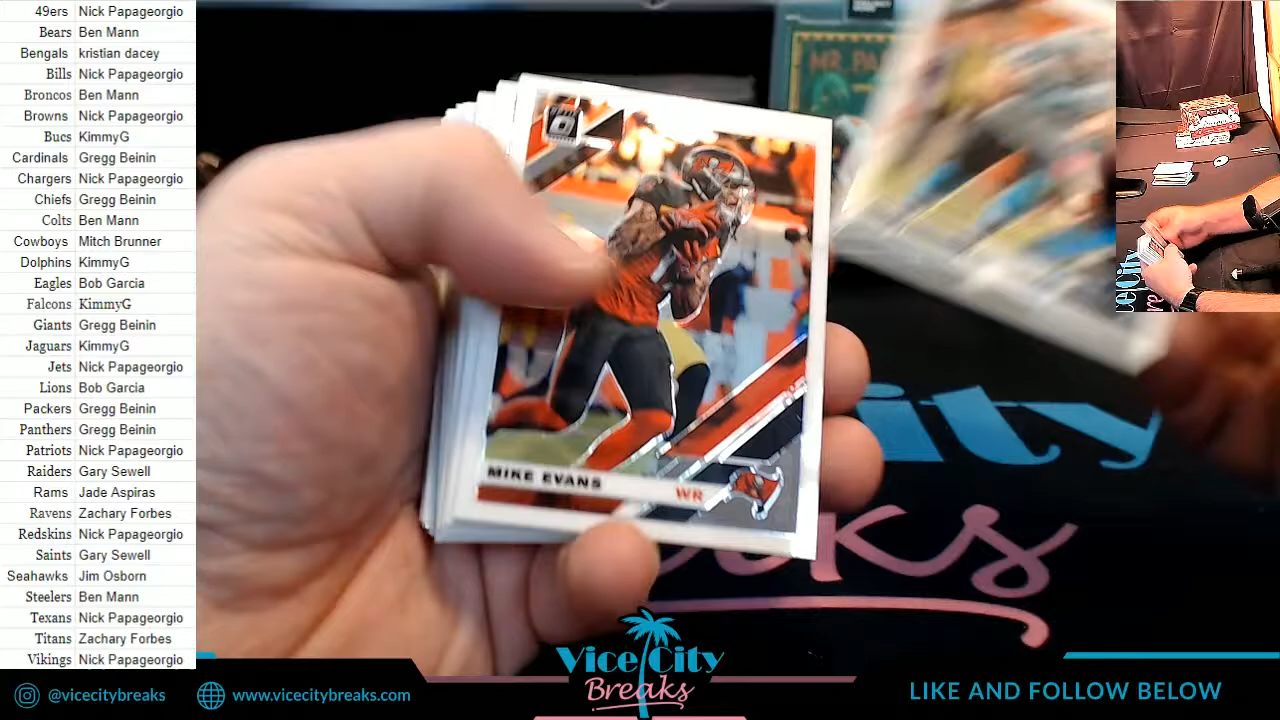 49ers Nick Papageorgio
Bears Ben Mann
Bengals kristian dacey
Bills Nick Papageorgio
Broncos Ben Mann
Browns Nick Papageorgio
Bucs KimmyG
Cardinals Gregg Beinin
Chargers Nick Papageorgio
Chiefs Gregg Beinin
Colts Ben Mann
Cowboys Mitch Brunner
Dolphins KimmyG
Eagles Bob Garcia
Falcons KimmyG
Giants Gregg Beinin
Jaguars KimmyG
Jets Nick Papageorgio
Lions Bob Garcia
Packers Gregg Beinin
Panthers Gregg Beinin
Patriots Nick Papageorgio
Raiders Gary Sewell
Rams Jade Aspiras
Ravens Zachary Forbes
Redskins Nick Papageorgio
Saints Gary Sewell
Seahawks Jim Osborn
Steelers Ben Mann
Texans Nick Papageorgio
Titans Zachary Forbes
Vikings Nick Papageorgio
MR. PA
OPTIC
MIKE EVANS
WR
City
Breaks
Vice City
Breaks
@vicecitybreaks
www.vicecitybreaks.com
LIKE AND FOLLOW BELOW